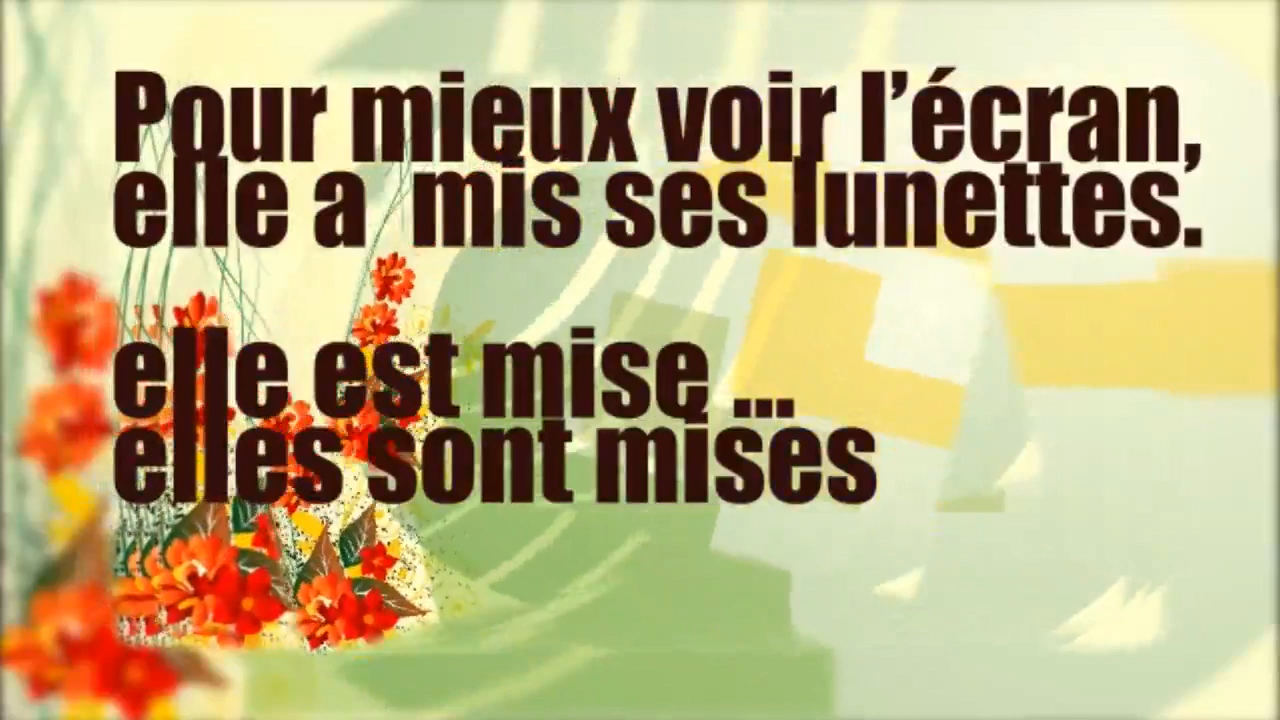 Pour mieux voir l’écran,
elle a mis ses lunettes.
elle est mise ...
elles sont mises